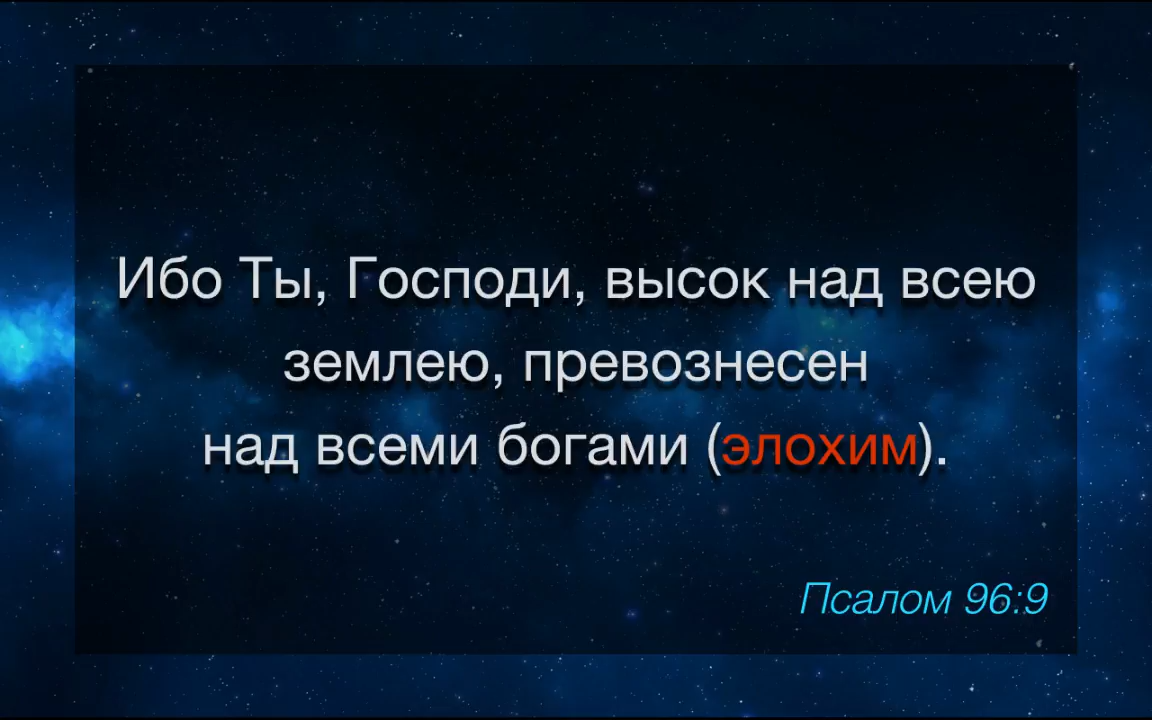 Ибо Ты, Господи, высок над всею
землею, превознесен
над всеми богами (элохим).
Псалом 96:9